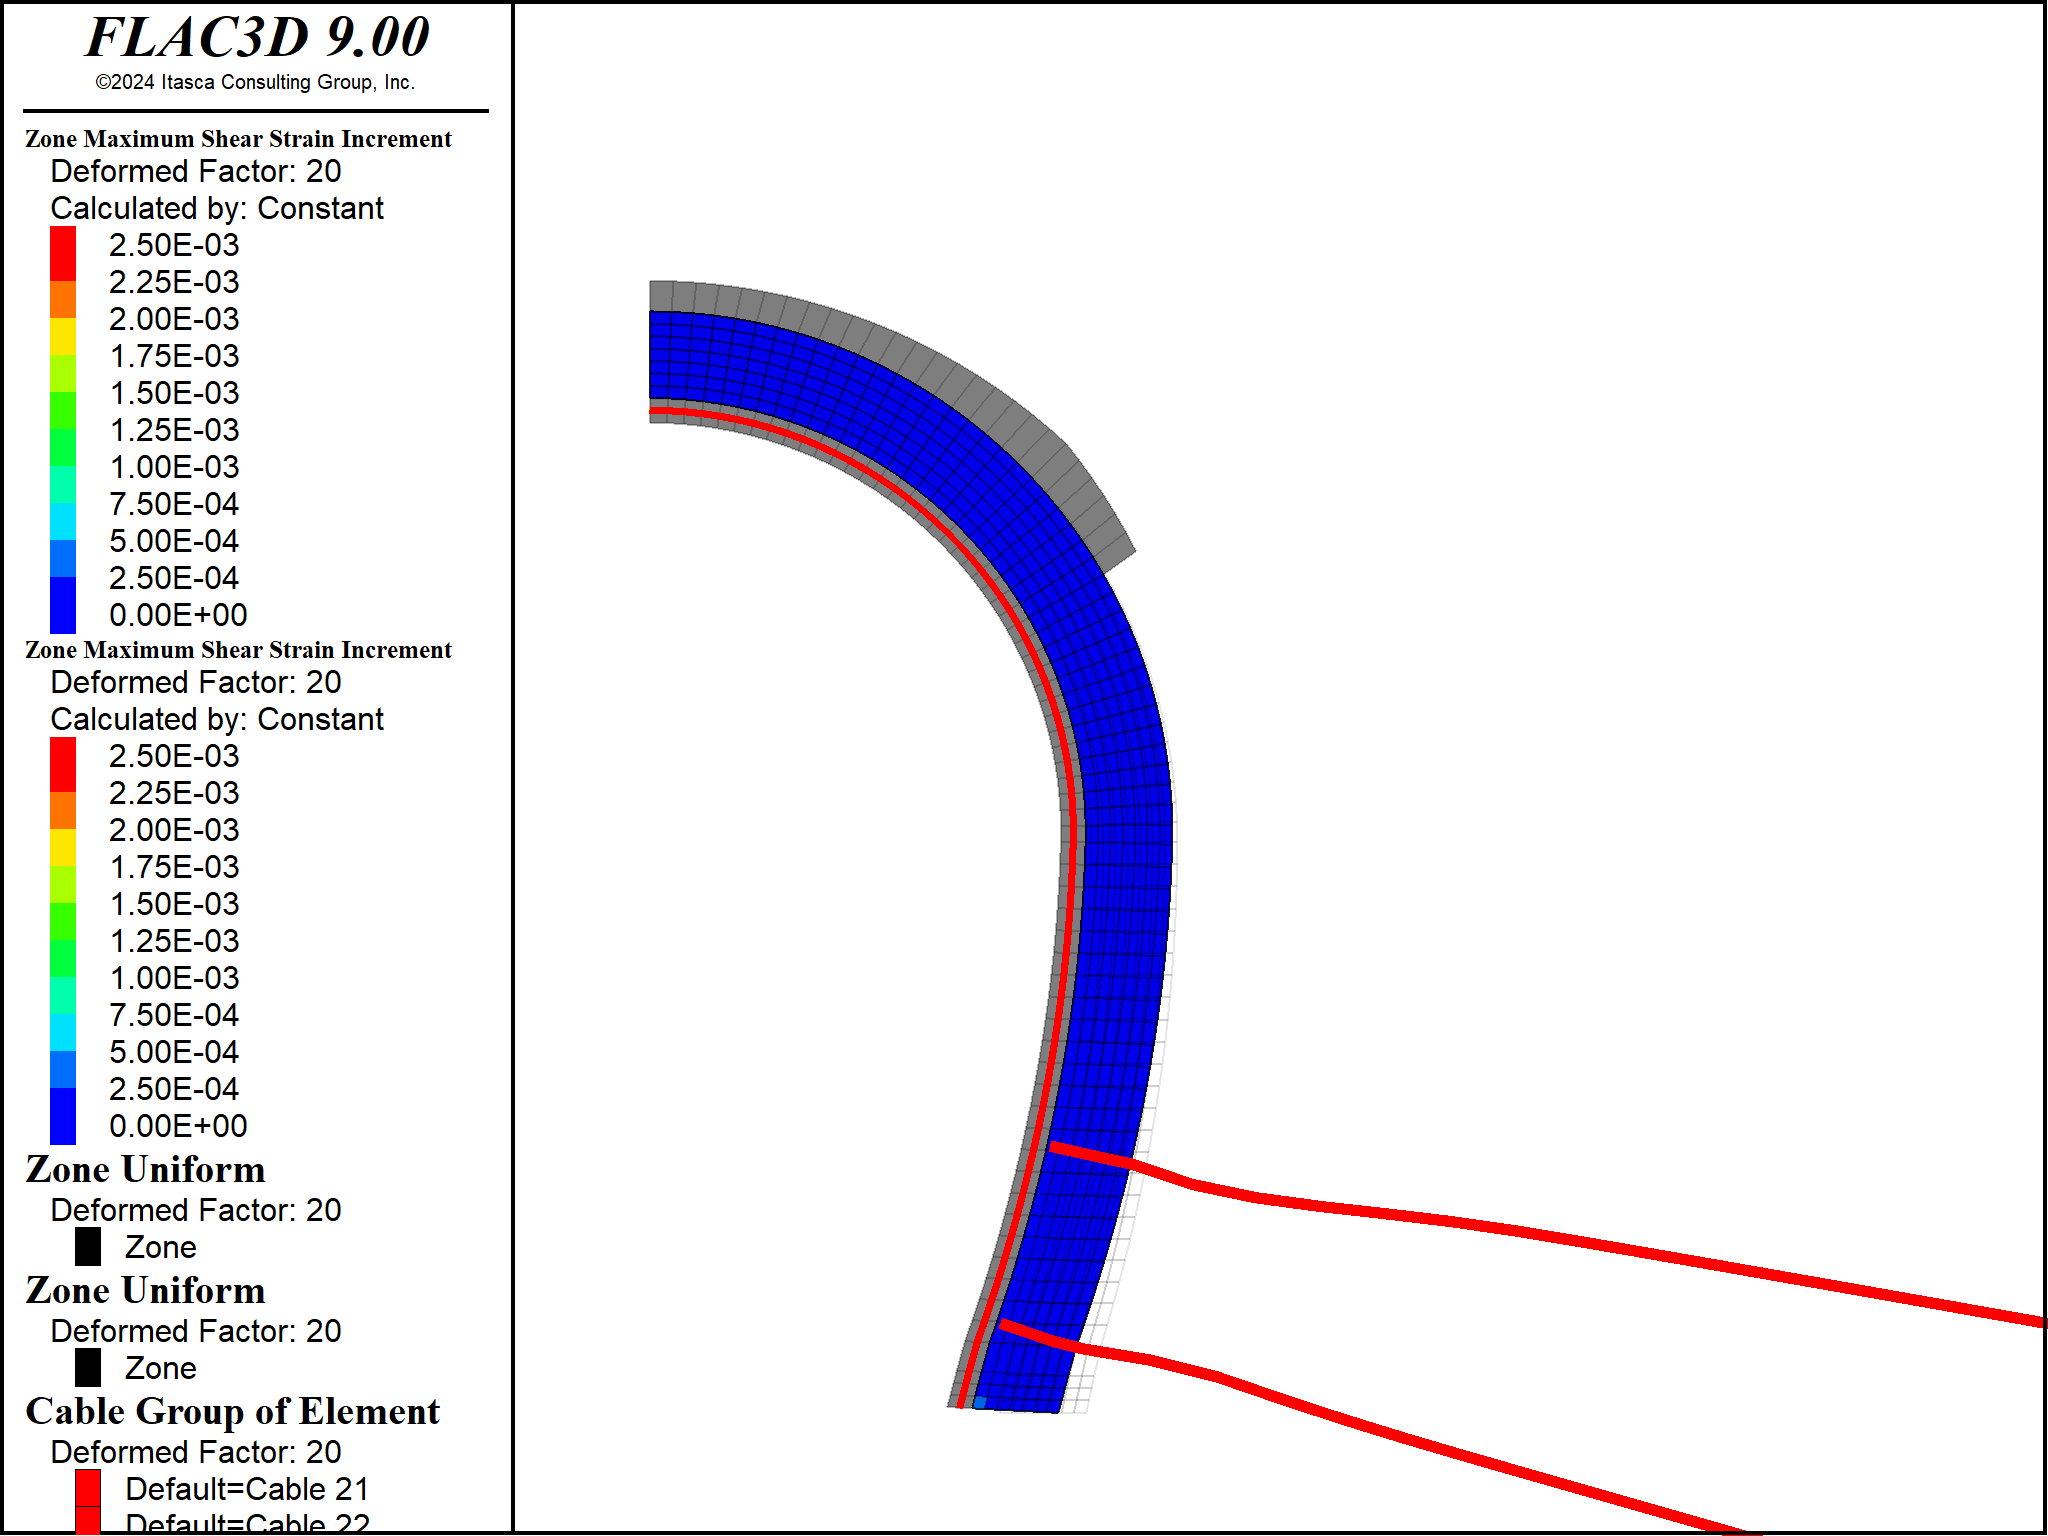 FLAC3D 9.00
©2024 Itasca Consulting Group, Inc.
Zone Maximum Shear Strain Increment
Deformed Factor: 20
Calculated by: Constant
2.50E-03
2.25E-03
2.00E-03
1.75E-03
1.50E-03
1.25E-03
1.00E-03
7.50E-04
5.00E-04
2.50E-04
0.00E+00
Zone Maximum Shear Strain Increment
Deformed Factor: 20
Calculated by: Constant
2.50E-03
2.25E-03
2.00E-03
1.75E-03
1.50E-03
1.25E-03
1.00E-03
7.50E-04
5.00E-04
2.50E-04
0.00E+00
Zone Uniform
Deformed Factor: 20
Zone
Zone Uniform
Deformed Factor: 20
Zone
Cable Group of Element
Deformed Factor: 20
Default=Cable 21
Default=Cable 22